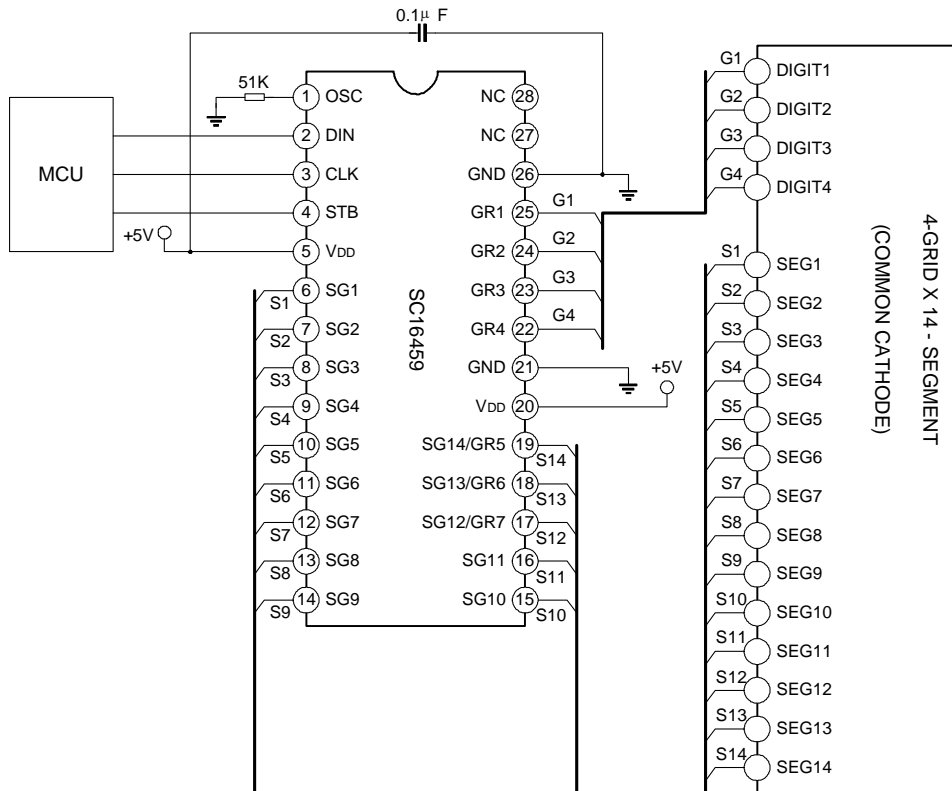 0.1μ F
51K
MCU
+5V
1 OSC
2 DIN
3 CLK
4 STB
5 VDD
6 SG1
7 SG2
8 SG3
9 SG4
10 SG5
11 SG6
12 SG7
13 SG8
14 SG9
S1
S2
S3
S4
S5
S6
S7
S8
S9
SC16459
NC 28
NC 27
GND 26
GR1 25
GR2 24
GR3 23
GR4 22
GND 21
VDD 20
SG14/GR5 19
SG13/GR6 18
SG12/GR7 17
SG11 16
SG10 15
G1
G2
G3
G4
+5V
S14
S13
S12
S11
S10
G1 DIGIT1
G2 DIGIT2
G3 DIGIT3
G4 DIGIT4
S1 SEG1
S2 SEG2
S3 SEG3
S4 SEG4
S5 SEG5
S6 SEG6
S7 SEG7
S8 SEG8
S9 SEG9
S10 SEG10
S11 SEG11
S12 SEG12
S13 SEG13
S14 SEG14
4-GRID X 14 - SEGMENT
(COMMON CATHODE)